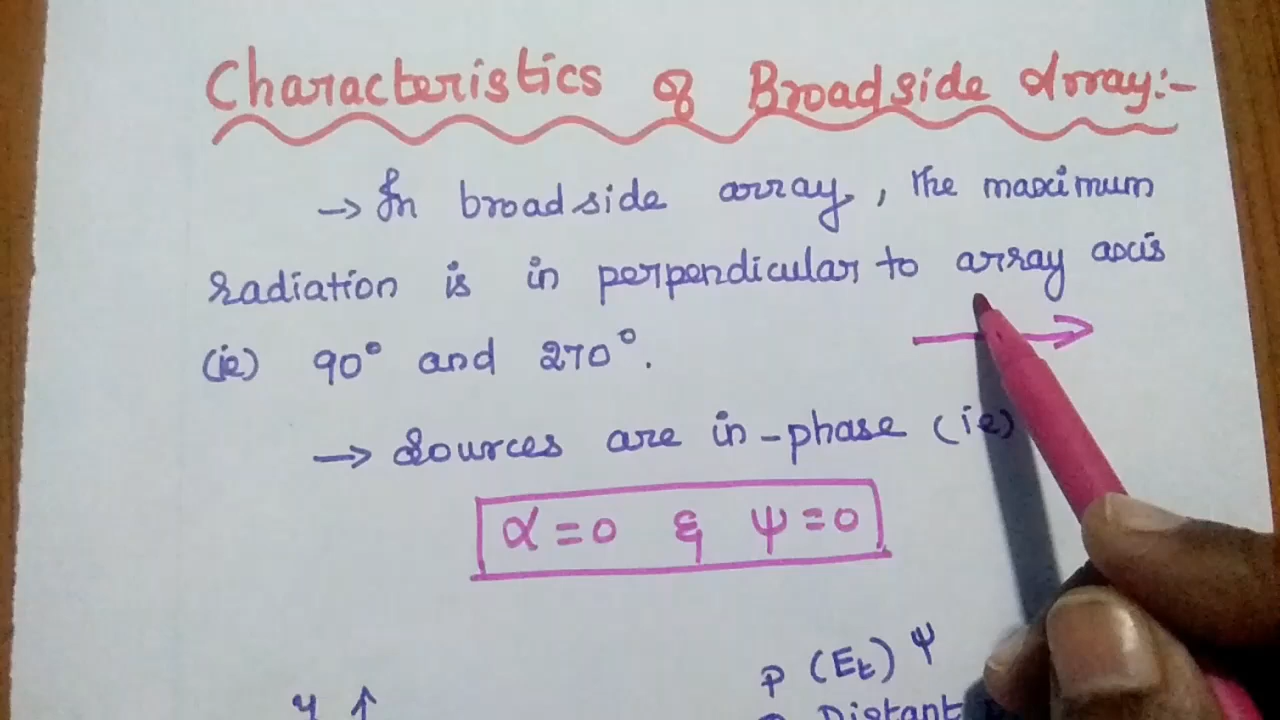 Characteristics of Broadside Array:-
→ In broadside array, the maximum
radiation is in perpendicular to array axis
(ie) 90° and 270°.
→ Sources are in-phase (ie)
α = 0 & ψ = 0
P (Et) ψ
y ↑
Distant